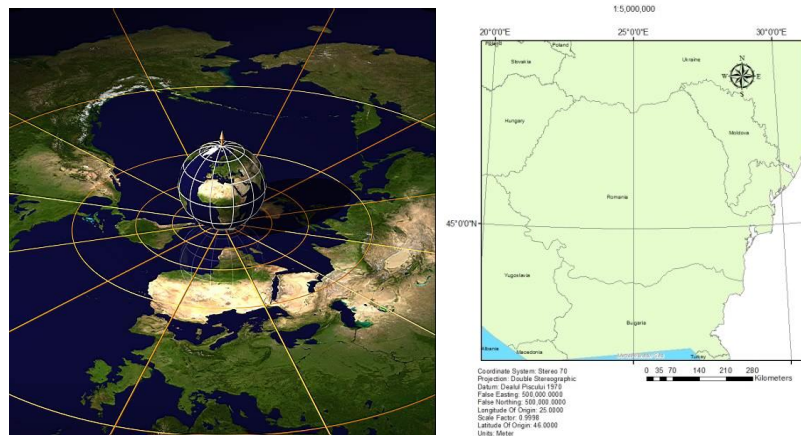 1:5,000,000
20°0'0"E
25°0'0"E
30°0'0"E
Poland
Poland
Slovakia
Ukraine
N
W
E
S
Hungary
Moldova
Romania
45°0'0"N
Yugoslavia
Bulgaria
Albania
Macedonia
Turkey
Coordinate System: Stereo 70
Projection: Double Stereographic
Datum: Dealul Piscului 1970
False Easting: 500,000.0000
False Northing: 500,000.0000
Longitude Of Origin: 25.0000
Scale Factor: 0.9998
Latitude Of Origin: 46.0000
Units: Meter
0 35 70 140 210 280
Kilometers